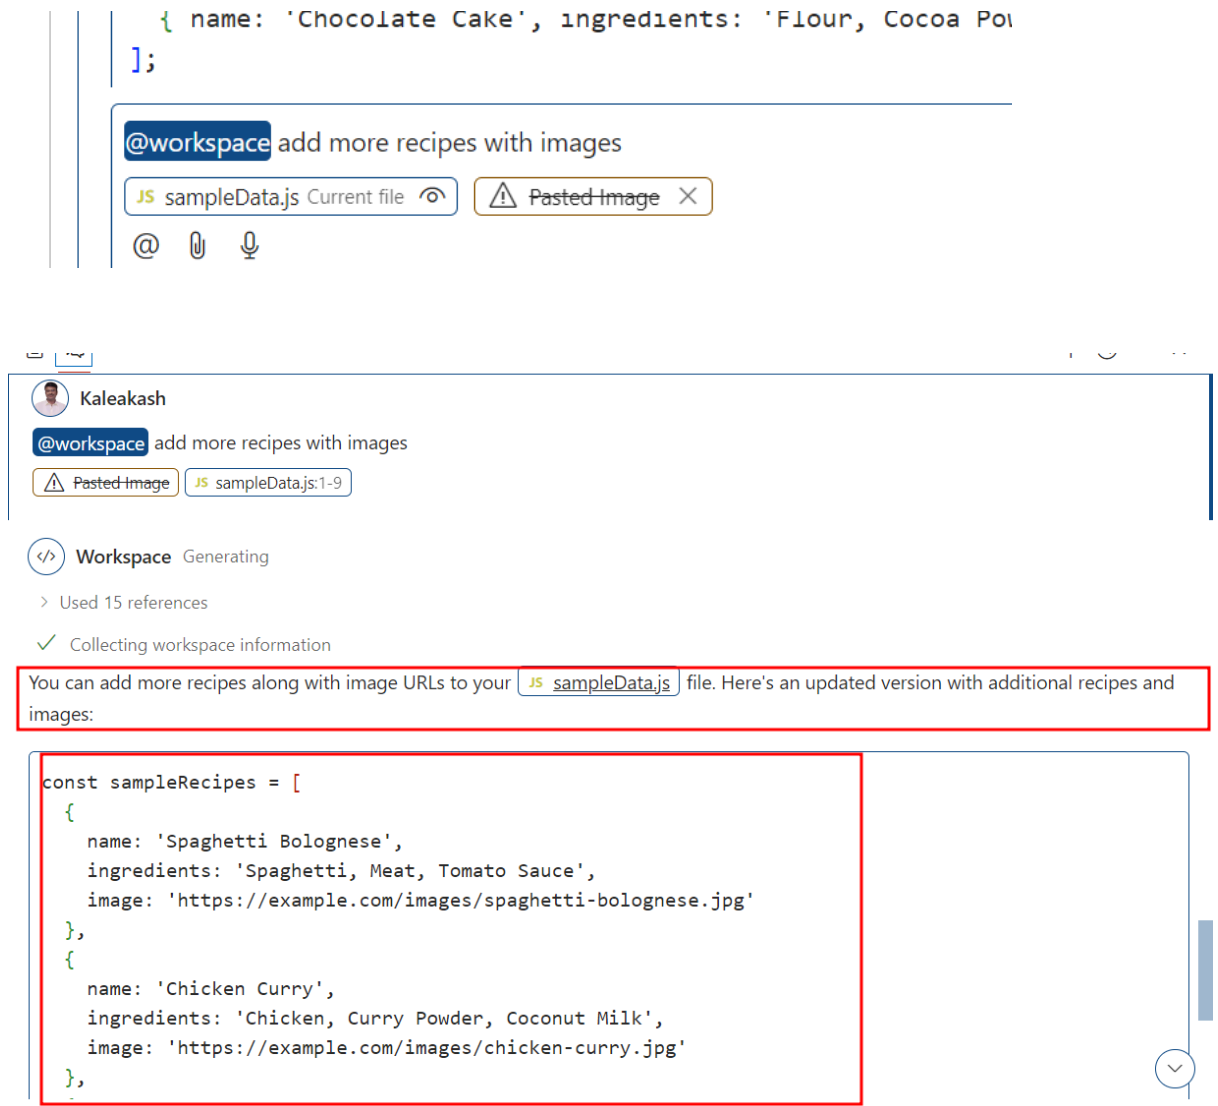 { name: 'Chocolate Cake', ingredients: 'Flour, Cocoa Pow
];
@workspace add more recipes with images
JS sampleData.js Current file Pasted Image
@
Kaleakash
@workspace add more recipes with images
Pasted Image JS sampleData.js:1-9
</> Workspace Generating
> Used 15 references
Collecting workspace information
You can add more recipes along with image URLs to your JS sampleData.js file. Here's an updated version with additional recipes and
images:
const sampleRecipes = [
{
name: 'Spaghetti Bolognese',
ingredients: 'Spaghetti, Meat, Tomato Sauce',
image: 'https://example.com/images/spaghetti-bolognese.jpg'
},
{
name: 'Chicken Curry',
ingredients: 'Chicken, Curry Powder, Coconut Milk',
image: 'https://example.com/images/chicken-curry.jpg'
},